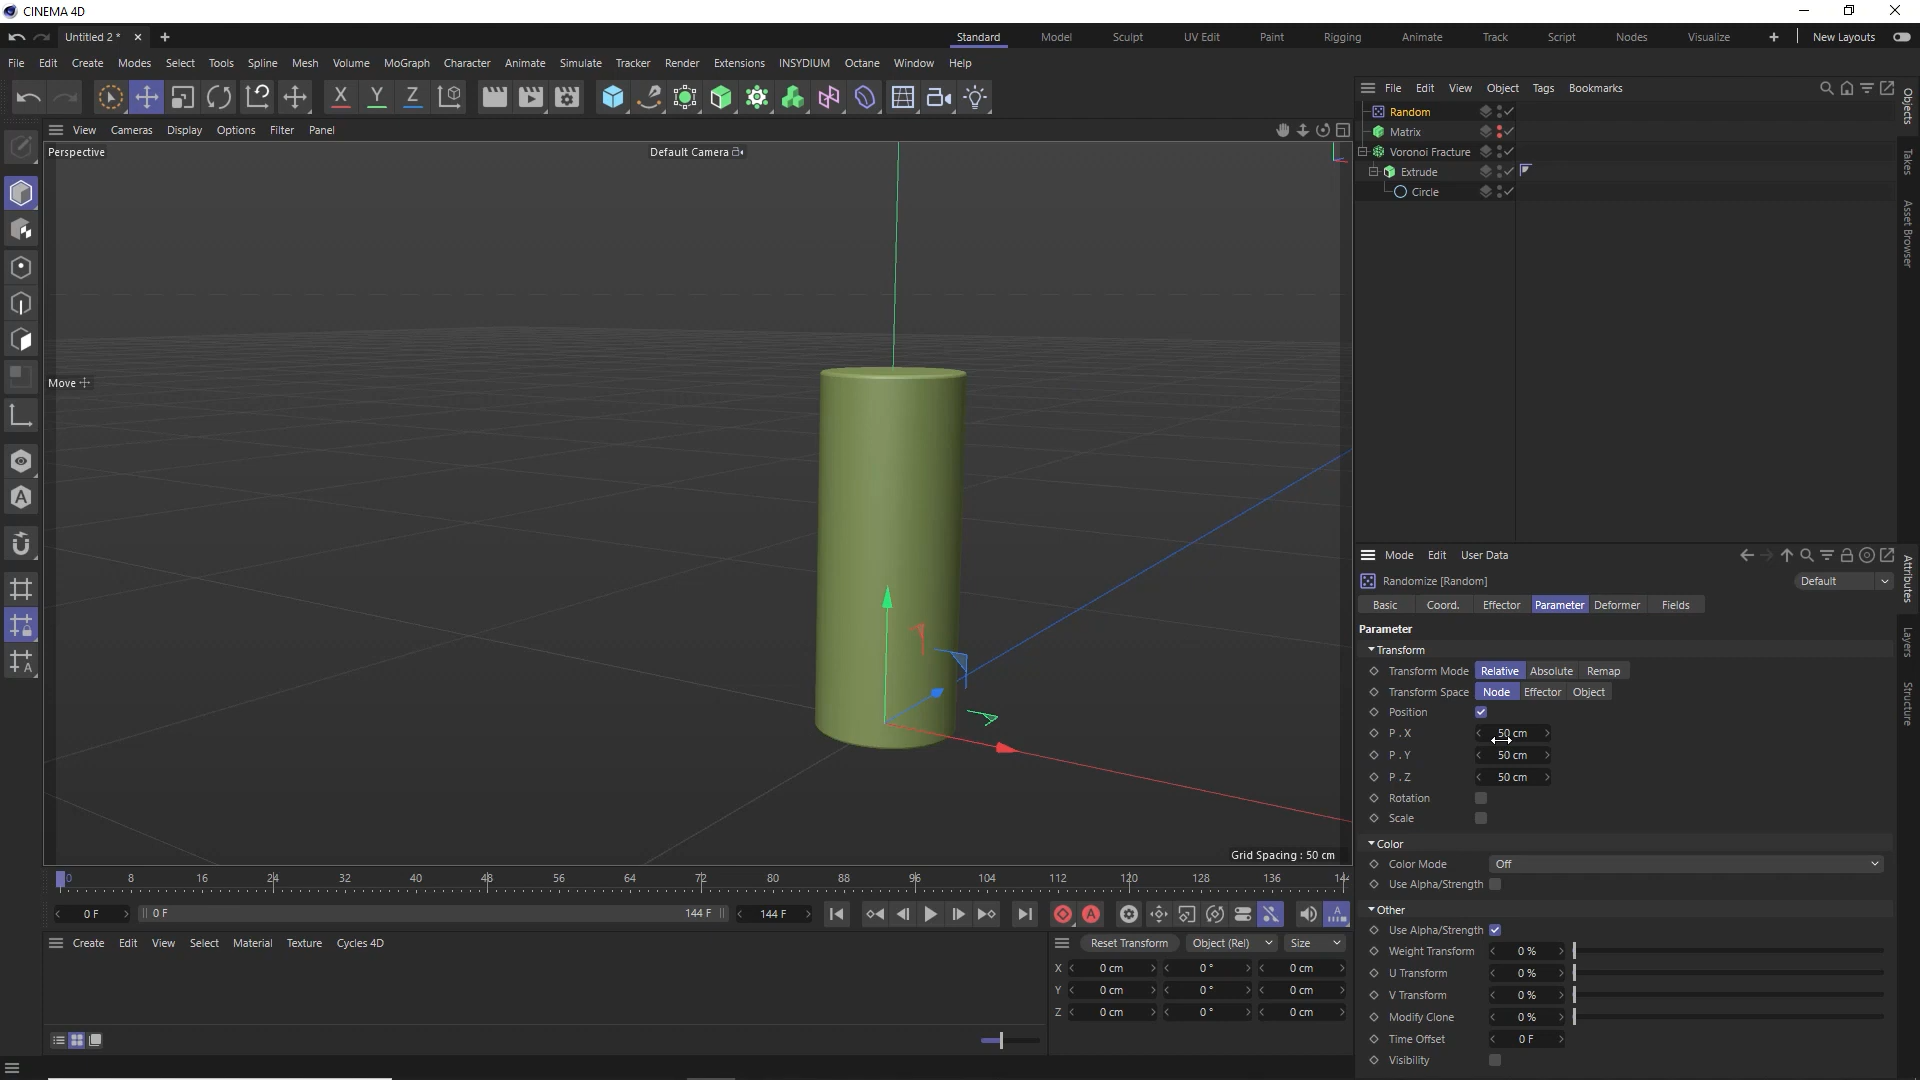 CINEMA 4D
Untitled 2 *
Standard Model Sculpt UV Edit Paint Rigging Animate Track Script Nodes Visualize New Layouts
File Edit Create Modes Select Tools Spline Mesh Volume MoGraph Character Animate Simulate Tracker Render Extensions INSYDIUM Octane Window Help
X Y Z
File Edit View Object Tags Bookmarks
Objects
Takes
Asset Browser
Random
Matrix
Voronoi Fracture
Extrude
Circle
View Cameras Display Options Filter Panel
Perspective
Default Camera
Move
Grid Spacing : 50 cm
Mode Edit User Data
Attributes
Layers
Structure
Randomize [Random]
Default
Basic Coord. Effector Parameter Deformer Fields
Parameter
Transform
Transform Mode Relative Absolute Remap
Transform Space Node Effector Object
Position
P . X 50 cm
P . Y 50 cm
P . Z 50 cm
Rotation
Scale
Color
Color Mode Off
Use Alpha/Strength
Other
Use Alpha/Strength
Weight Transform 0 %
U Transform 0 %
V Transform 0 %
Modify Clone 0 %
Time Offset 0 F
Visibility
0 8 16 24 32 40 48 56 64 72 80 88 96 104 112 120 128 136 144
0 F 0 F 144 F 144 F
Create Edit View Select Material Texture Cycles 4D
Reset Transform Object (Rel) Size
X 0 cm 0 ° 0 cm
Y 0 cm 0 ° 0 cm
Z 0 cm 0 ° 0 cm